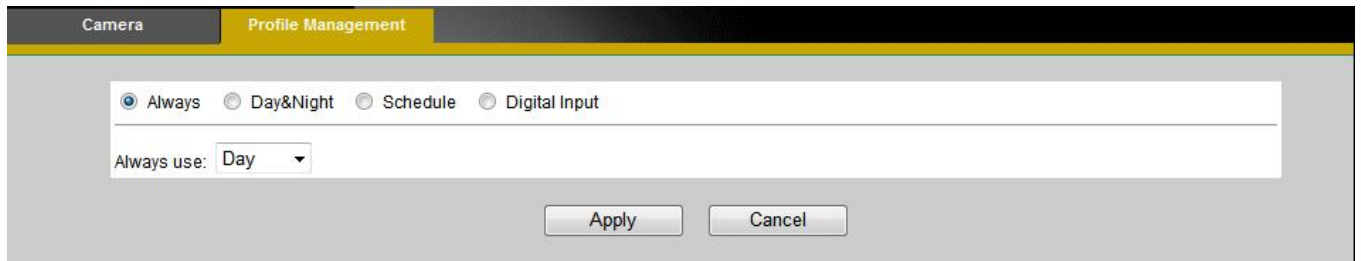 Camera Profile Management
Always Day&Night Schedule Digital Input
Always use: Day
Apply Cancel